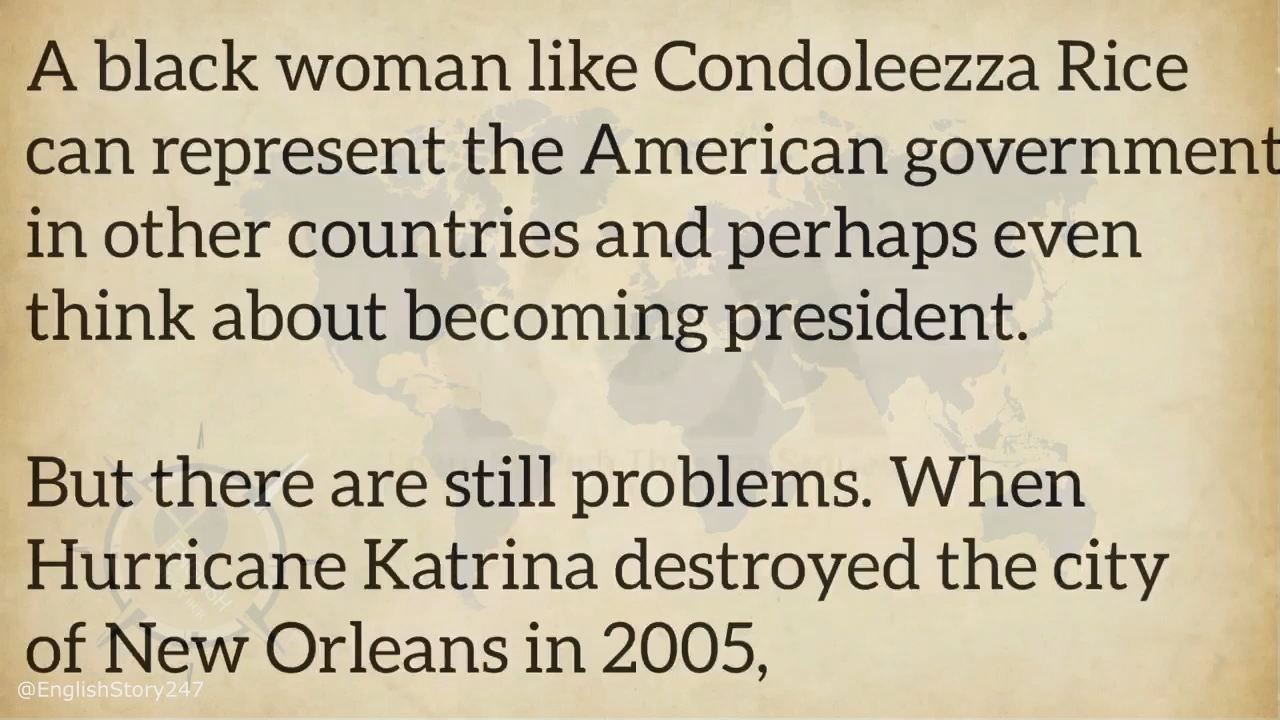 A black woman like Condoleezza Rice
can represent the American government
in other countries and perhaps even
think about becoming president.
But there are still problems. When
Hurricane Katrina destroyed the city
of New Orleans in 2005,
@EnglishStory247